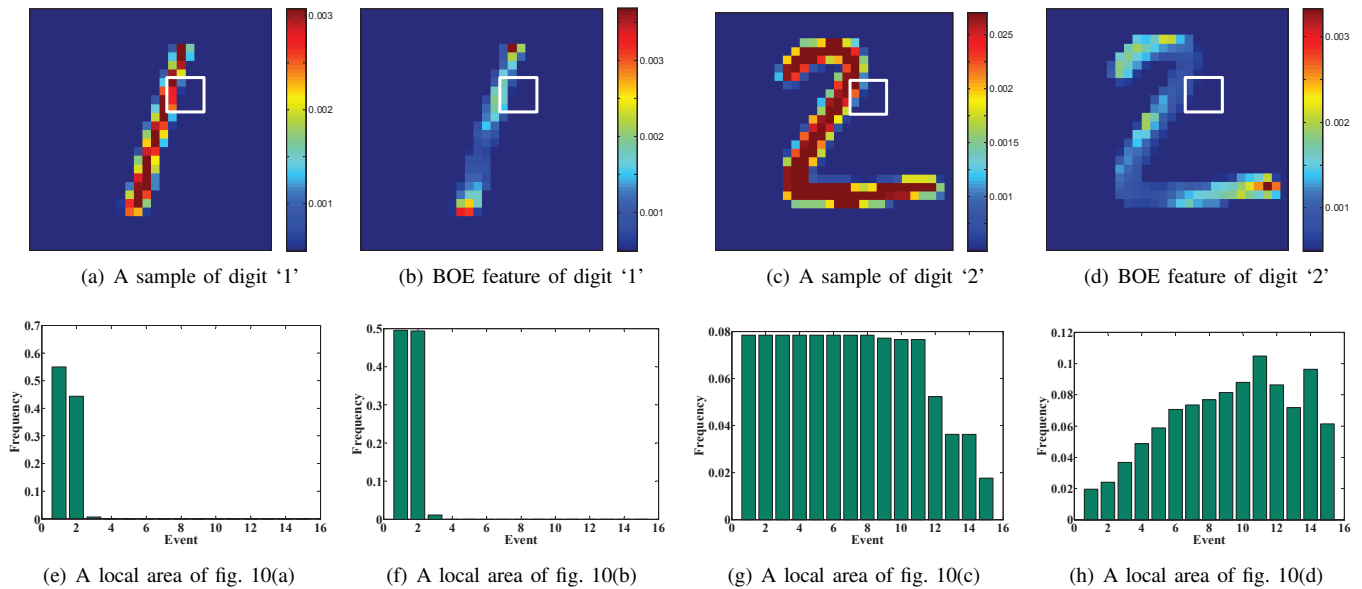 0.003
0.002
0.001
0.003
0.002
0.001
0.025
0.002
0.0015
0.001
0.003
0.002
0.001
(a) A sample of digit ‘1’
(b) BOE feature of digit ‘1’
(c) A sample of digit ‘2’
(d) BOE feature of digit ‘2’
0.7
0.6
0.5
0.4
0.3
0.2
0.1
0
Frequency
0 2 4 6 8 10 12 14 16
Event
0.5
0.4
0.3
0.2
0.1
0
Frequency
0 2 4 6 8 10 12 14 16
Event
0.08
0.06
0.04
0.02
0
Frequency
0 2 4 6 8 10 12 14 16
Event
0.12
0.1
0.08
0.06
0.04
0.02
0
Frequency
0 2 4 6 8 10 12 14 16
Event
(e) A local area of fig. 10(a)
(f) A local area of fig. 10(b)
(g) A local area of fig. 10(c)
(h) A local area of fig. 10(d)